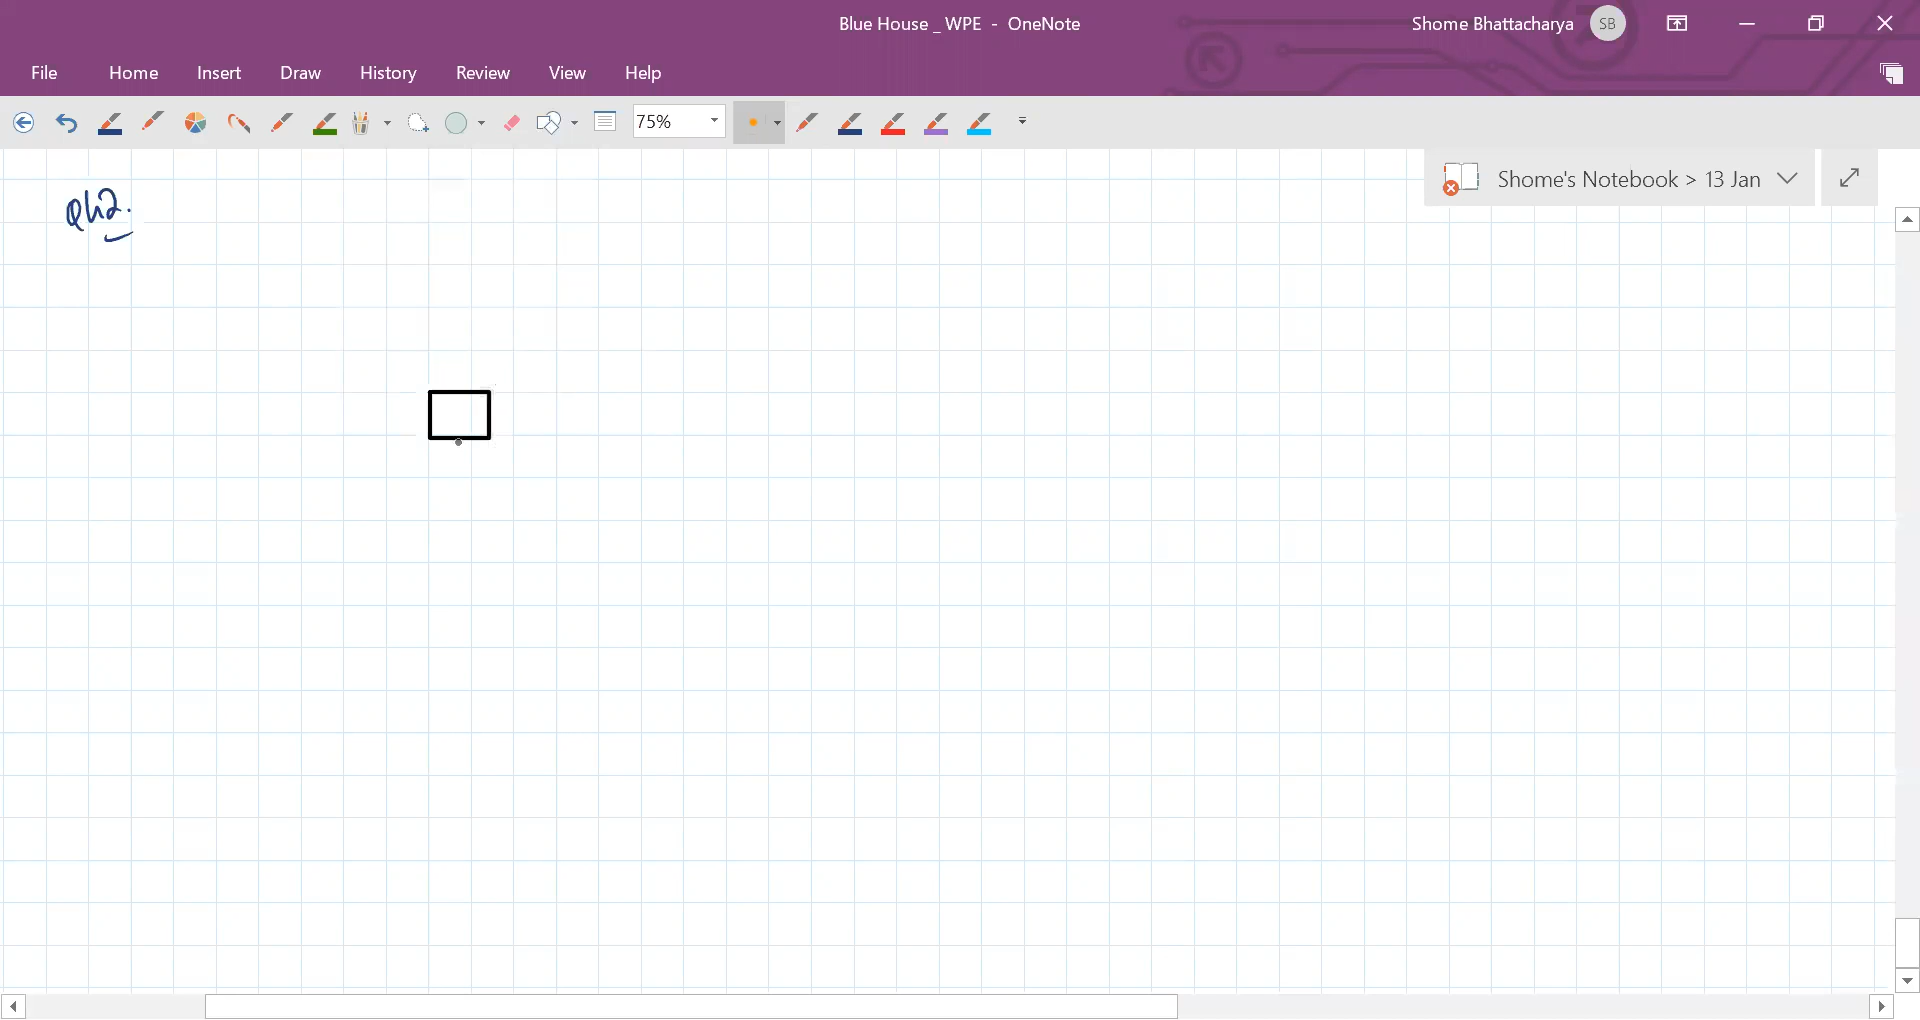 Blue House _ WPE - OneNote
Shome Bhattacharya SB
File Home Insert Draw History Review View Help
75%
Shome's Notebook > 13 Jan